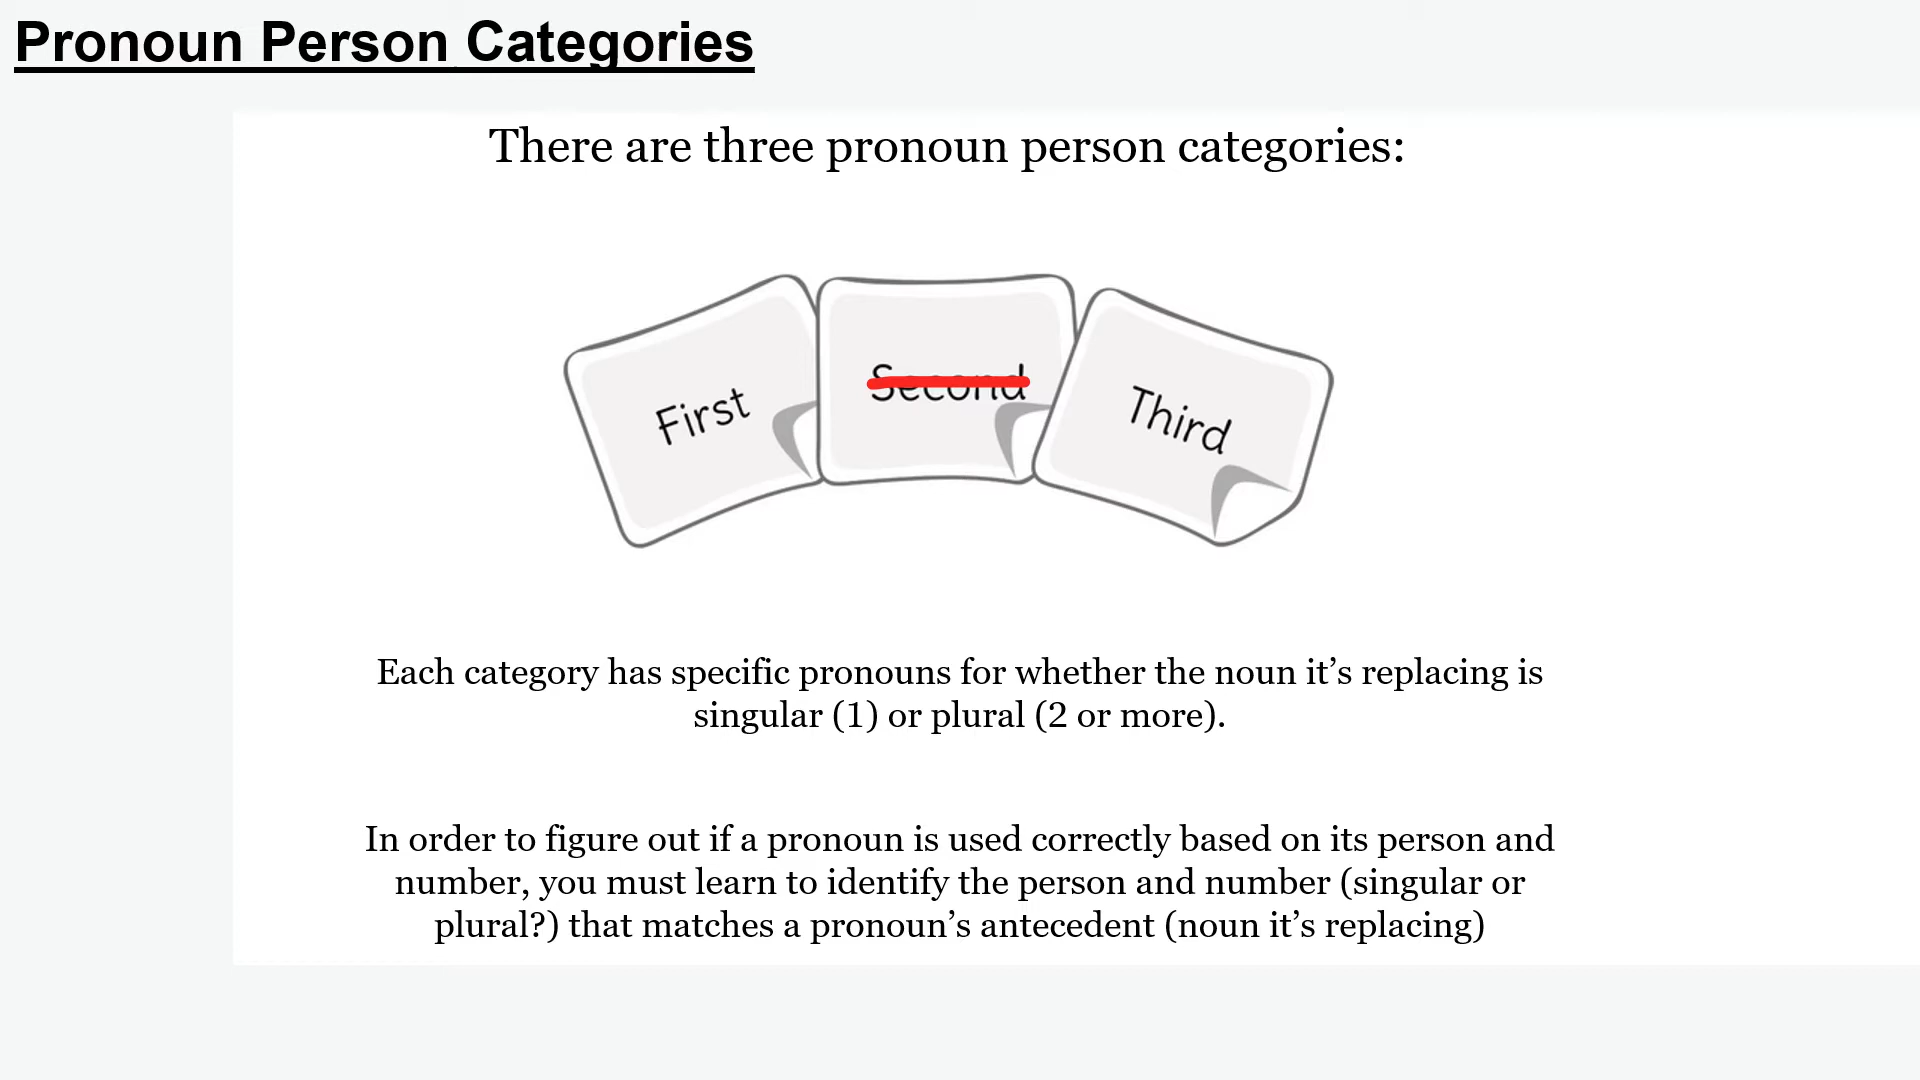 Pronoun Person Categories
There are three pronoun person categories:
First
Second
Third
Each category has specific pronouns for whether the noun it’s replacing is
singular (1) or plural (2 or more).
In order to figure out if a pronoun is used correctly based on its person and
number, you must learn to identify the person and number (singular or
plural?) that matches a pronoun’s antecedent (noun it’s replacing)